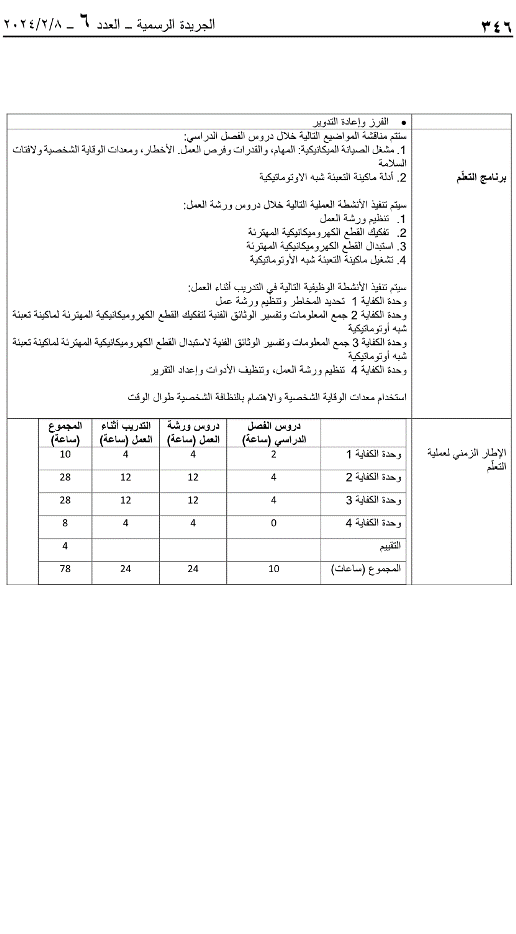 ٣٤٦
الجريدة الرسمية ــ العدد ٦ ــ ٢٠٢٤/٢/٨
• الفرز وإعادة التدوير
برنامج التعلّم
ستتم مناقشة المواضيع التالية خلال دروس الفصل الدراسي:
1. مشغل الصيانة الميكانيكية: المهام، والقدرات وفرص العمل. الأخطار، ومعدات الوقاية الشخصية ولافتات
السلامة
2. أدلة ماكينة التعبئة شبه الاوتوماتيكية
سيتم تنفيذ الأنشطة العملية التالية خلال دروس ورشة العمل:
1. تنظيم ورشة العمل
2. تفكيك القطع الكهروميكانيكية المهترئة
3. استبدال القطع الكهروميكانيكية المهترئة
4. تشغيل ماكينة التعبئة شبه الأوتوماتيكية
سيتم تنفيذ الأنشطة الوظيفية التالية في التدريب أثناء العمل:
وحدة الكفاية 1 تحديد المخاطر وتنظيم ورشة عمل
وحدة الكفاية 2 جمع المعلومات وتفسير الوثائق الفنية لتفكيك القطع الكهروميكانيكية المهترئة لماكينة تعبئة
شبه أوتوماتيكية
وحدة الكفاية 3 جمع المعلومات وتفسير الوثائق الفنية لاستبدال القطع الكهروميكانيكية المهترئة لماكينة تعبئة
شبه أوتوماتيكية
وحدة الكفاية 4 تنظيم ورشة العمل، وتنظيف الأدوات وإعداد التقرير
استخدام معدات الوقاية الشخصية والاهتمام بالنظافة الشخصية طوال الوقت
الإطار الزمني لعملية
التعلّم
دروس الفصل الدراسي (ساعة) دروس ورشة العمل (ساعة) التدريب أثناء العمل (ساعة) المجموع (ساعة)
وحدة الكفاية 1 2 4 4 10
وحدة الكفاية 2 4 12 12 28
وحدة الكفاية 3 4 12 12 28
وحدة الكفاية 4 0 4 4 8
التقييم 4
المجموع (ساعات) 10 24 24 78